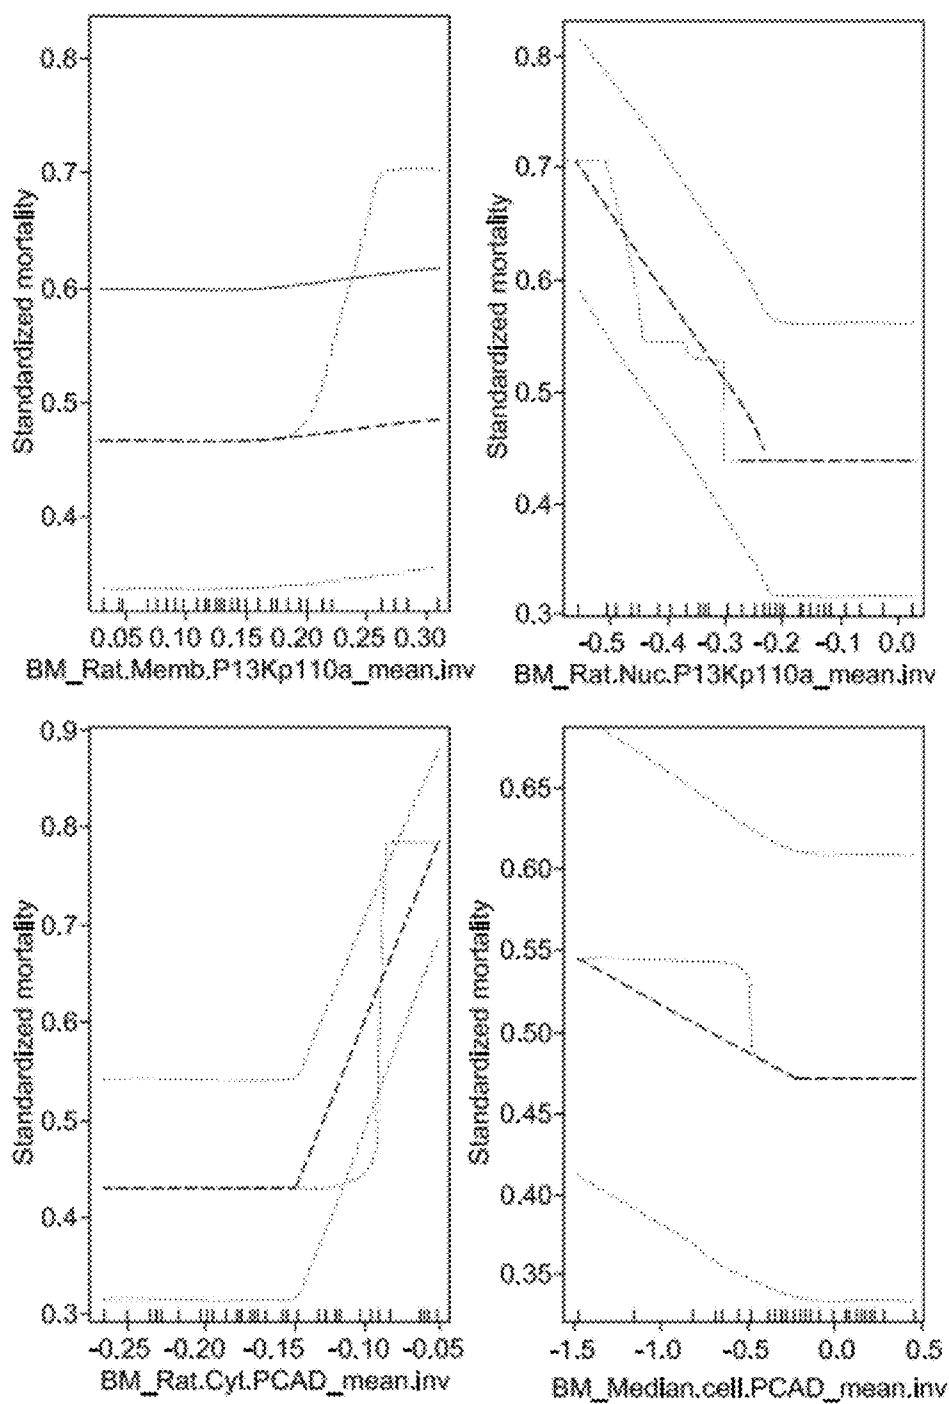 Standardized mortality
0.8
0.7
0.6
0.5
0.4
0.05 0.10 0.15 0.20 0.25 0.30
BM_Rat.Memb.P13Kp110a_mean.inv
Standardized mortality
0.8
0.7
0.6
0.5
0.4
0.3
-0.5 -0.4 -0.3 -0.2 -0.1 0.0
BM_Rat.Nuc.P13Kp110a_mean.inv
Standardized mortality
0.9
0.8
0.7
0.6
0.5
0.4
0.3
-0.25 -0.20 -0.15 -0.10 -0.05
BM_Rat.Cyt.PCAD_mean.inv
Standardized mortality
0.65
0.60
0.55
0.50
0.45
0.40
0.35
-1.5 -1.0 -0.5 0.0 0.5
BM_Median.cell.PCAD_mean.inv